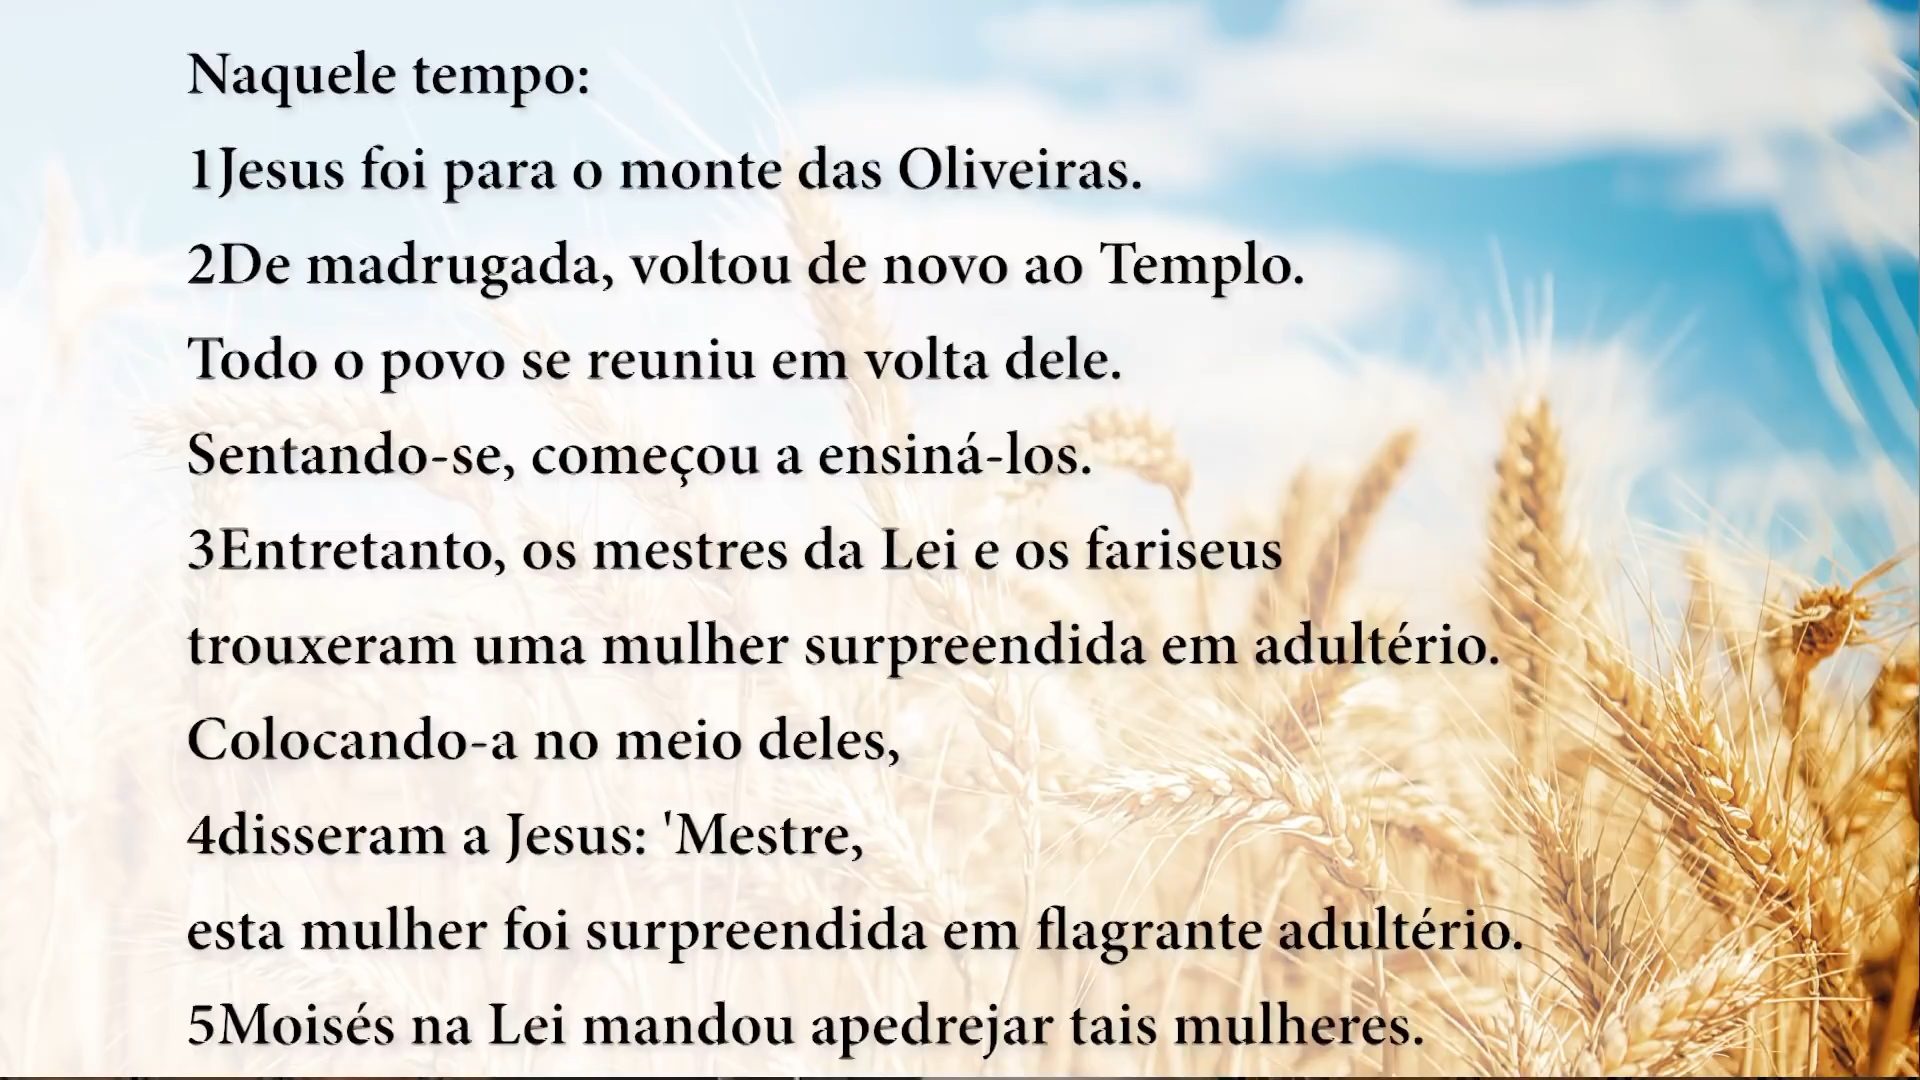 Naquele tempo:
1Jesus foi para o monte das Oliveiras.
2De madrugada, voltou de novo ao Templo.
Todo o povo se reuniu em volta dele.
Sentando-se, começou a ensiná-los.
3Entretanto, os mestres da Lei e os fariseus
trouxeram uma mulher surpreendida em adultério.
Colocando-a no meio deles,
4disseram a Jesus: 'Mestre,
esta mulher foi surpreendida em flagrante adultério.
5Moisés na Lei mandou apedrejar tais mulheres.